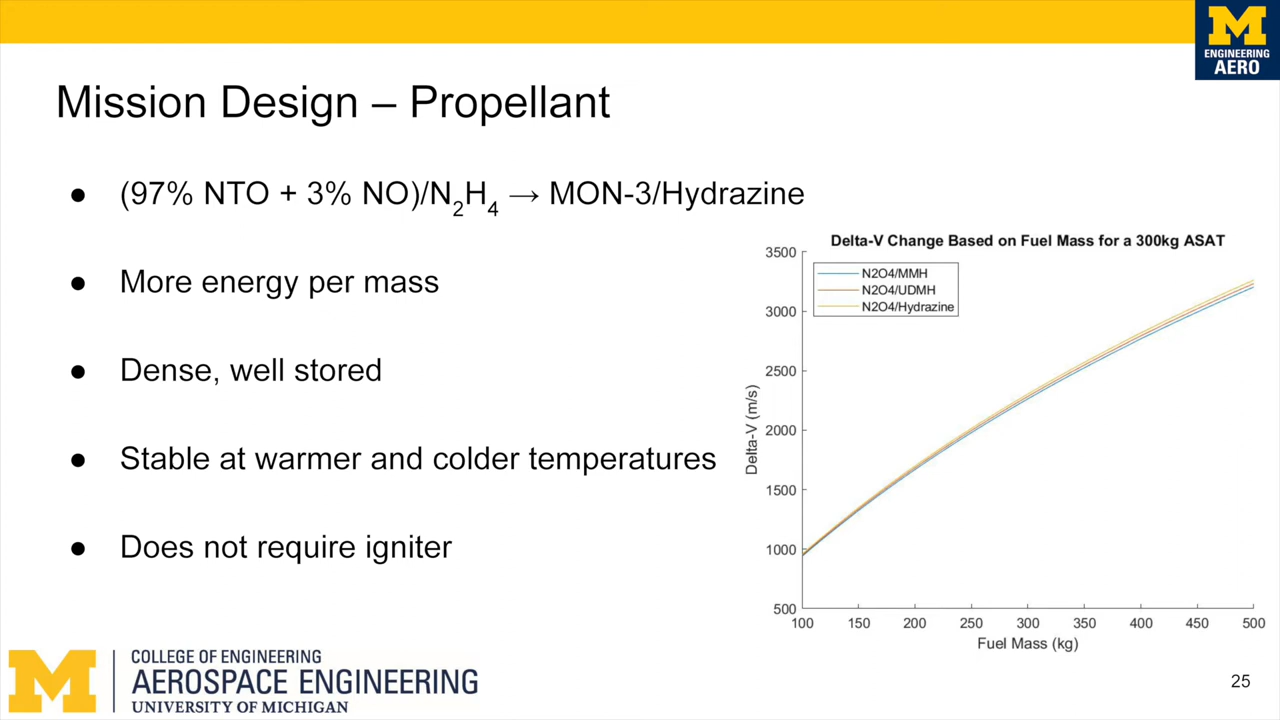 M
ENGINEERING
AERO
Mission Design – Propellant
● (97% NTO + 3% NO)/N₂H₄ → MON-3/Hydrazine
● More energy per mass
● Dense, well stored
● Stable at warmer and colder temperatures
● Does not require igniter
Delta-V Change Based on Fuel Mass for a 300kg ASAT
N2O4/MMH
N2O4/UDMH
N2O4/Hydrazine
Delta-V (m/s)
3500
3000
2500
2000
1500
1000
500
100 150 200 250 300 350 400 450 500
Fuel Mass (kg)
M
COLLEGE OF ENGINEERING
AEROSPACE ENGINEERING
UNIVERSITY OF MICHIGAN
25